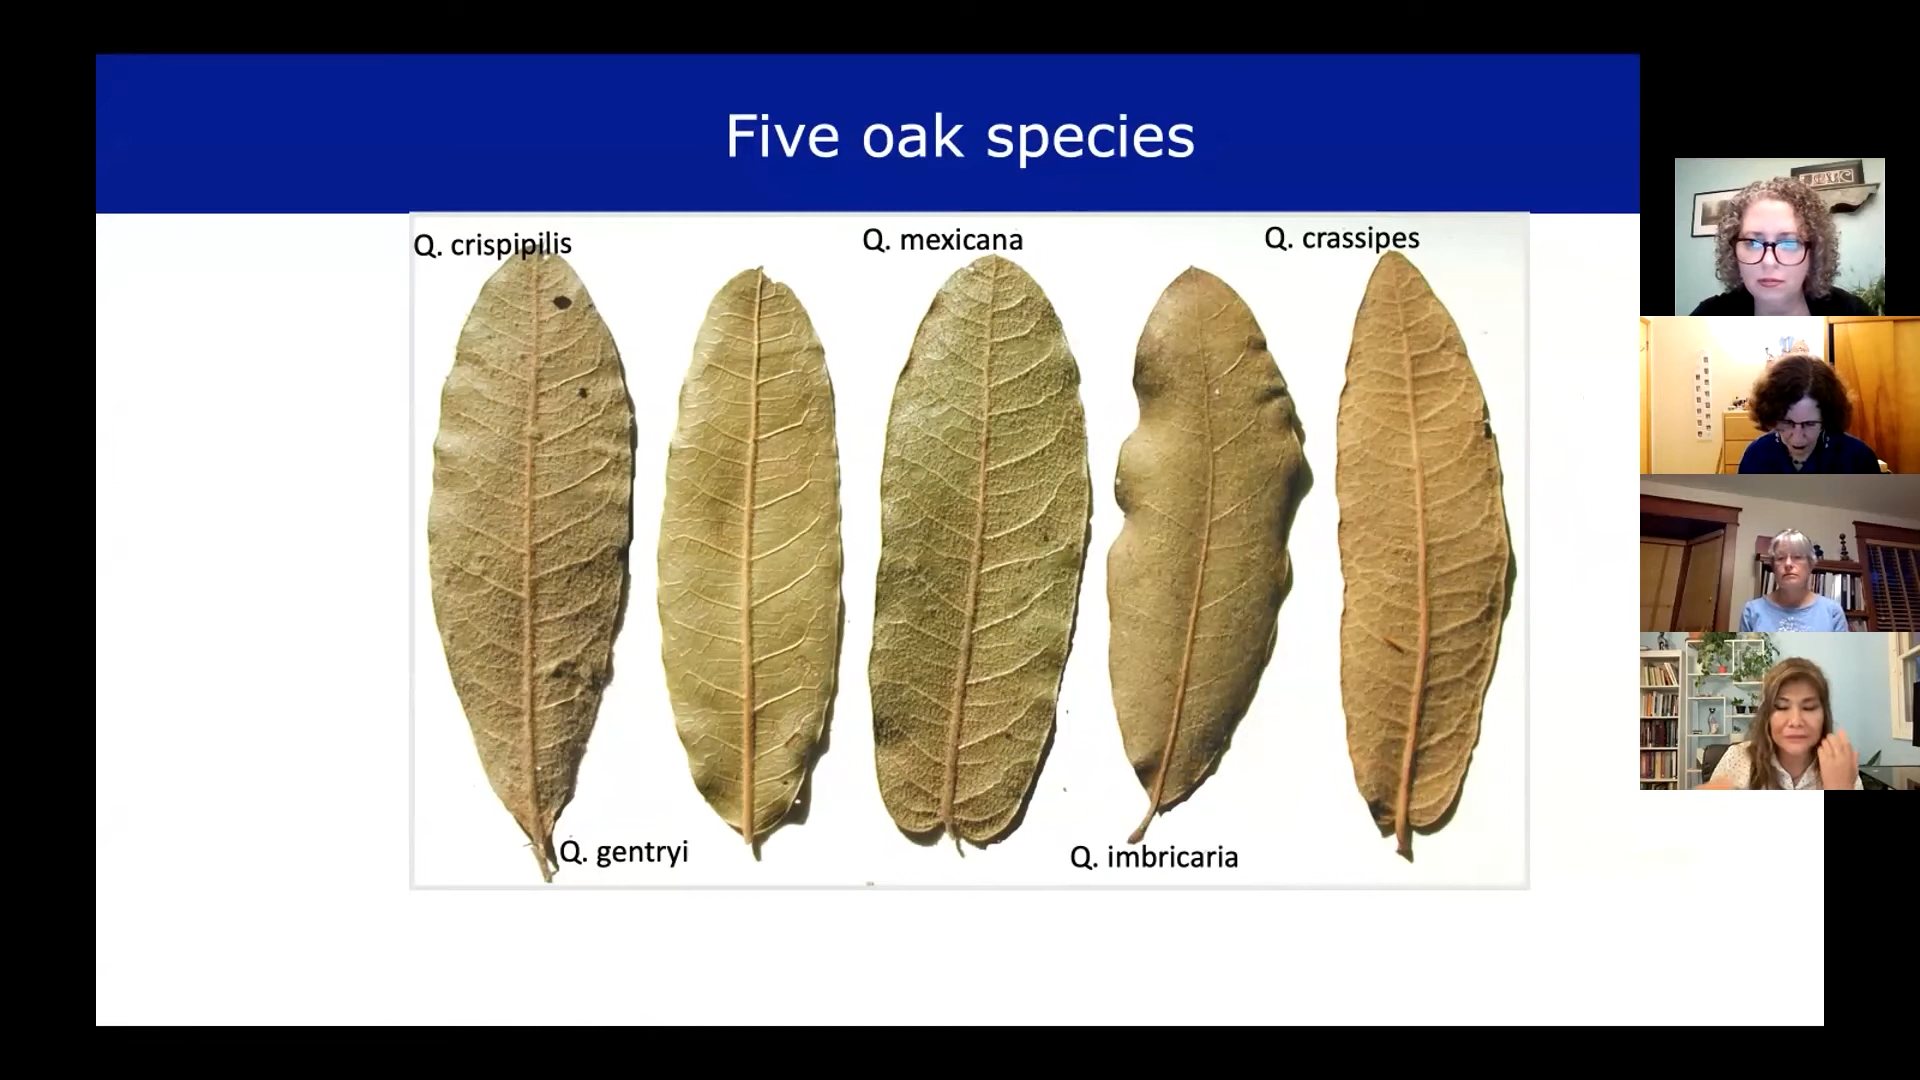 Five oak species
Q. crispipilis
Q. mexicana
Q. crassipes
Q. gentryi
Q. imbricaria